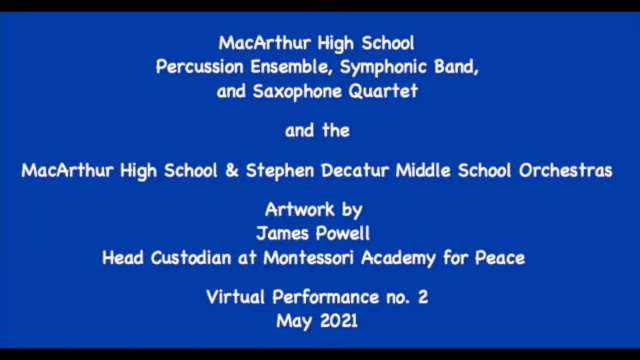 MacArthur High School
Percussion Ensemble, Symphonic Band,
and Saxophone Quartet
and the
MacArthur High School & Stephen Decatur Middle School Orchestras
Artwork by
James Powell
Head Custodian at Montessori Academy for Peace
Virtual Performance no. 2
May 2021